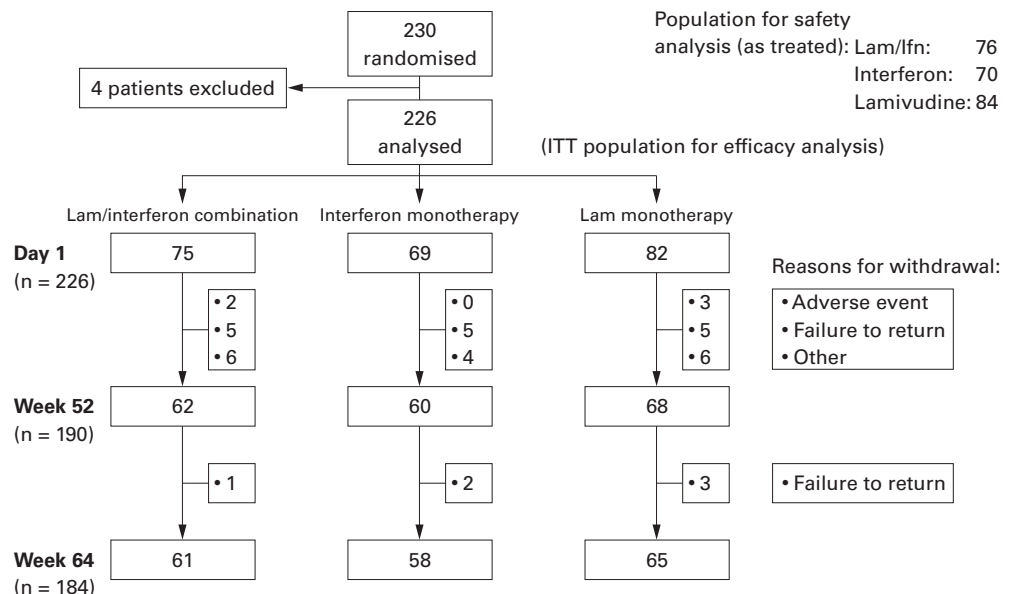 230
randomised
Population for safety
analysis (as treated): Lam/Ifn: 76
Interferon: 70
Lamivudine: 84
4 patients excluded
226
analysed
(ITT population for efficacy analysis)
Lam/interferon combination
Interferon monotherapy
Lam monotherapy
Day 1
(n = 226)
75
69
82
Reasons for withdrawal:
• 2
• 5
• 6
• 0
• 5
• 4
• 3
• 5
• 6
• Adverse event
• Failure to return
• Other
Week 52
(n = 190)
62
60
68
• 1
• 2
• 3
• Failure to return
Week 64
(n = 184)
61
58
65